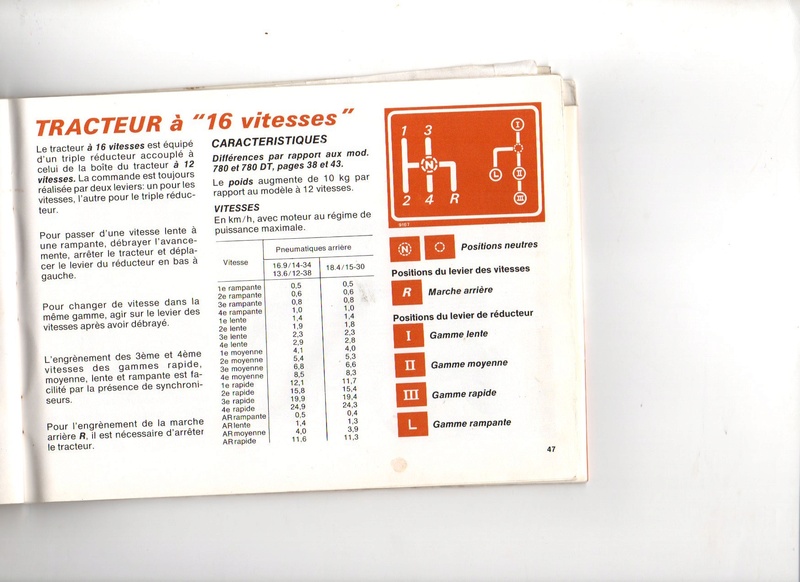 TRACTEUR à "16 vitesses"
Le tracteur à 16 vitesses est équipé
d'un triple réducteur accouplé à
celui de la boîte du tracteur à 12
vitesses. La commande est toujours
réalisée par deux leviers: un pour les
vitesses, l'autre pour le triple réduc-
teur.
Pour passer d'une vitesse lente à
une rampante, débrayer l'avance-
mente, arrêter le tracteur et dépla-
cer le levier du réducteur en bas à
gauche.
Pour changer de vitesse dans la
même gamme, agir sur le levier des
vitesses après avoir débrayé.
L'engrènement des 3ème et 4ème
vitesses des gammes rapide,
moyenne, lente et rampante est fa-
cilité par la présence de synchroni-
seurs.
Pour l'engrènement de la marche
arrière R, il est nécessaire d'arrêter
le tracteur.
CARACTERISTIQUES
Différences par rapport aux mod.
780 et 780 DT, pages 38 et 43.
Le poids augmente de 10 kg par
rapport au modèle à 12 vitesses.
VITESSES
En km/h, avec moteur au régime de
puissance maximale.
Vitesse
Pneumatiques arrière
16.9/14-34
13.6/12-38
18.4/15-30
1e rampante 0,5 0,5
2e rampante 0,6 0,6
3e rampante 0,8 0,8
4e rampante 1,0 1,0
1e lente 1,4 1,4
2e lente 1,9 1,8
3e lente 2,3 2,3
4e lente 2,9 2,8
1e moyenne 4,1 4,0
2e moyenne 5,4 5,3
3e moyenne 6,8 6,6
4e moyenne 8,5 8,3
1e rapide 12,1 11,7
2e rapide 15,8 15,4
3e rapide 19,9 19,4
4e rapide 24,9 24,3
AR rampante 0,5 0,4
AR lente 1,4 1,3
AR moyenne 4,0 3,9
AR rapide 11,6 11,3
1 3
N
2 4 R
I
L II
III
N Positions neutres
Positions du levier des vitesses
R Marche arrière
Positions du levier de réducteur
I Gamme lente
II Gamme moyenne
III Gamme rapide
L Gamme rampante
47